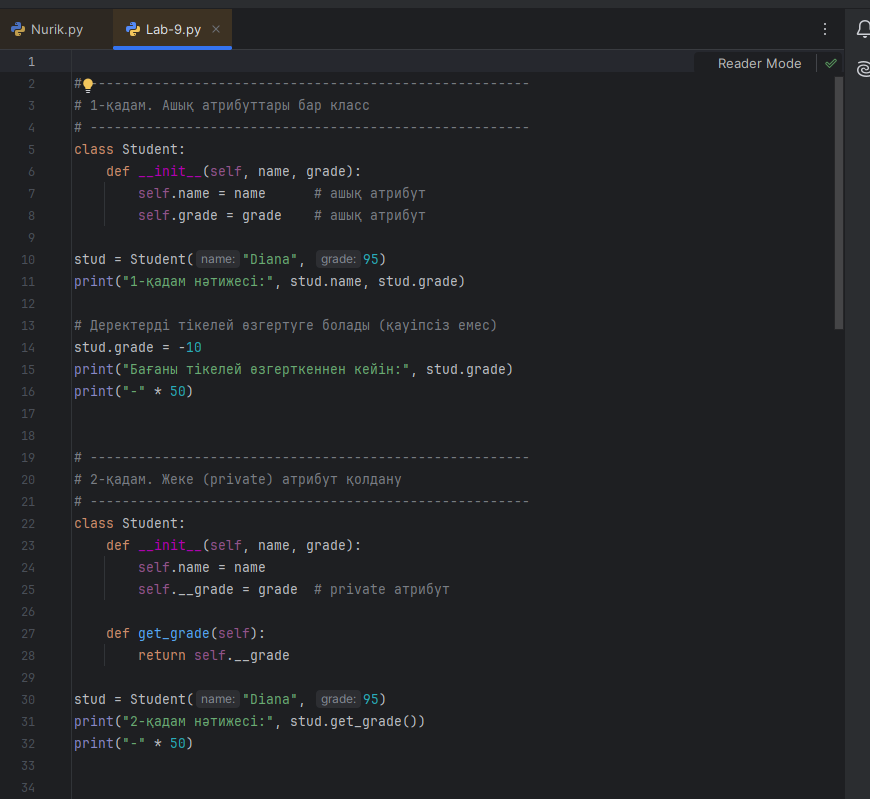 Nurik.py
Lab-9.py
Reader Mode
1
2 # -------------------------------------------------------
3 # 1-қадам. Ашық атрибуттары бар класс
4 # -------------------------------------------------------
5 class Student:
6 def __init__(self, name, grade):
7 self.name = name # ашық атрибут
8 self.grade = grade # ашық атрибут
9
10 stud = Student( name: "Diana", grade: 95)
11 print("1-қадам нәтижесі:", stud.name, stud.grade)
12
13 # Деректерді тікелей өзгертуге болады (қауіпсіз емес)
14 stud.grade = -10
15 print("Бағаны тікелей өзгерткеннен кейін:", stud.grade)
16 print("-" * 50)
17
18
19 # -------------------------------------------------------
20 # 2-қадам. Жеке (private) атрибут қолдану
21 # -------------------------------------------------------
22 class Student:
23 def __init__(self, name, grade):
24 self.name = name
25 self.__grade = grade # private атрибут
26
27 def get_grade(self):
28 return self.__grade
29
30 stud = Student( name: "Diana", grade: 95)
31 print("2-қадам нәтижесі:", stud.get_grade())
32 print("-" * 50)
33
34